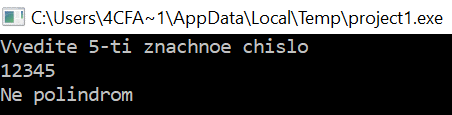 C:\Users\4CFA~1\AppData\Local\Temp\project1.exe
Vvedite 5-ti znachnoe chislo
12345
Ne polindrom